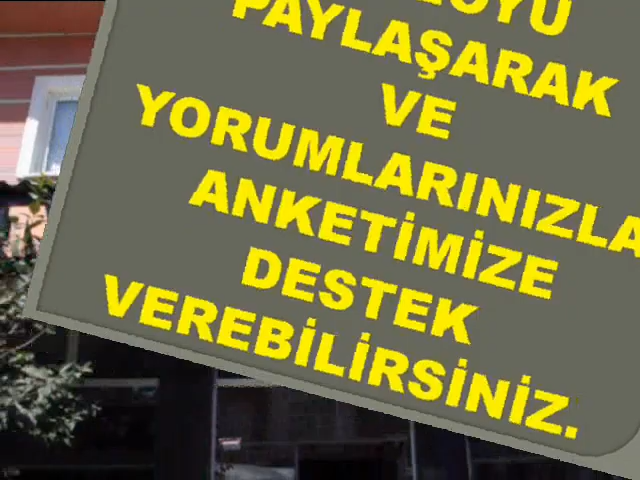 PAYLAŞARAK
VE
YORUMLARINIZLA
ANKETİMİZE
DESTEK
VEREBİLİRSİNİZ.